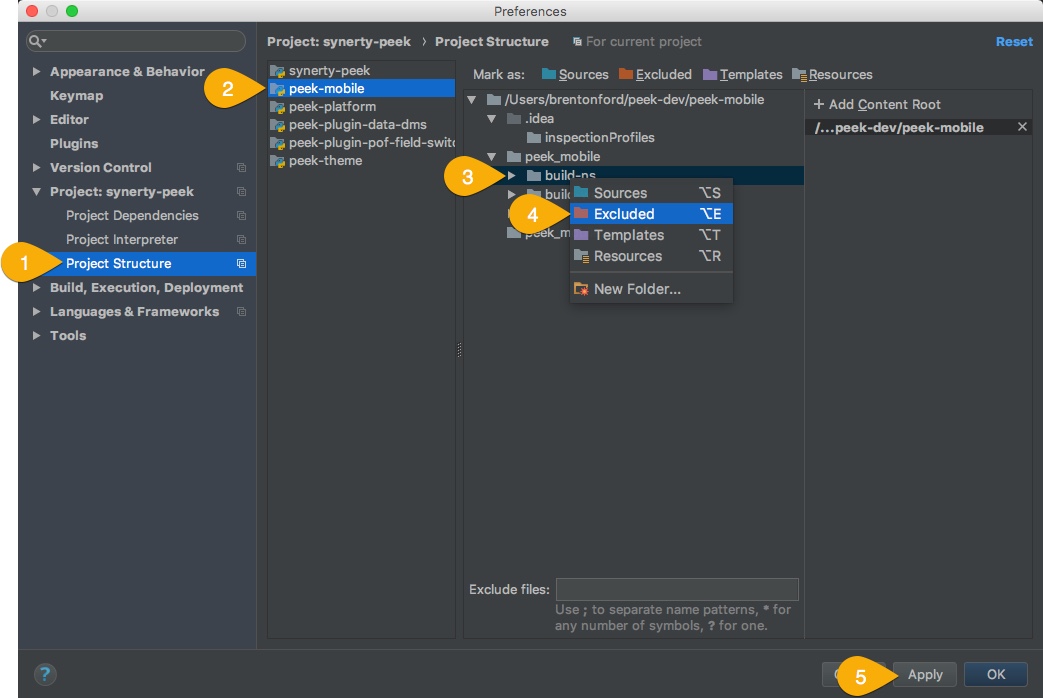 Preferences
Project: synerty-peek › Project Structure
For current project
Reset
Appearance & Behavior
Keymap
Editor
Plugins
Version Control
Project: synerty-peek
Project Dependencies
Project Interpreter
1
Project Structure
Build, Execution, Deployment
Languages & Frameworks
Tools
synerty-peek
2
peek-mobile
peek-platform
peek-plugin-data-dms
peek-plugin-pof-field-switc
peek-theme
Mark as: Sources Excluded Templates Resources
/Users/brentonford/peek-dev/peek-mobile
.idea
inspectionProfiles
peek_mobile
3
build-ns
build
peek_m
Sources ⌥S
4
Excluded ⌥E
Templates ⌥T
Resources ⌥R
New Folder...
+ Add Content Root
/...peek-dev/peek-mobile ×
Exclude files:
Use ; to separate name patterns, * for
any number of symbols, ? for one.
?
5
Apply
OK